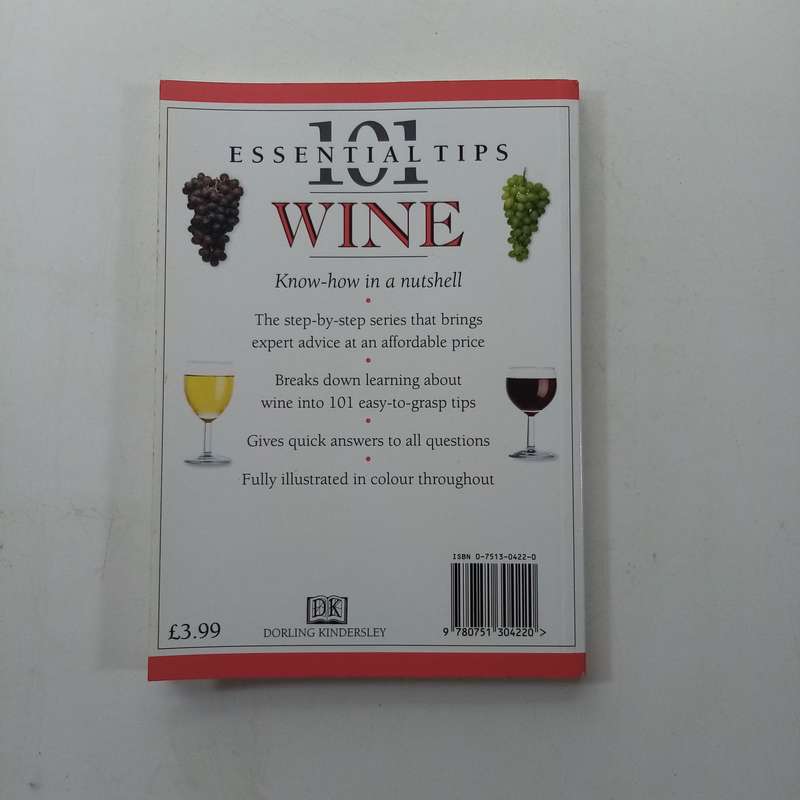 101
ESSENTIAL TIPS
WINE
Know-how in a nutshell
The step-by-step series that brings
expert advice at an affordable price
Breaks down learning about
wine into 101 easy-to-grasp tips
Gives quick answers to all questions
Fully illustrated in colour throughout
ISBN 0-7513-0422-0
£3.99
DK
DORLING KINDERSLEY
9 780751 304220 >